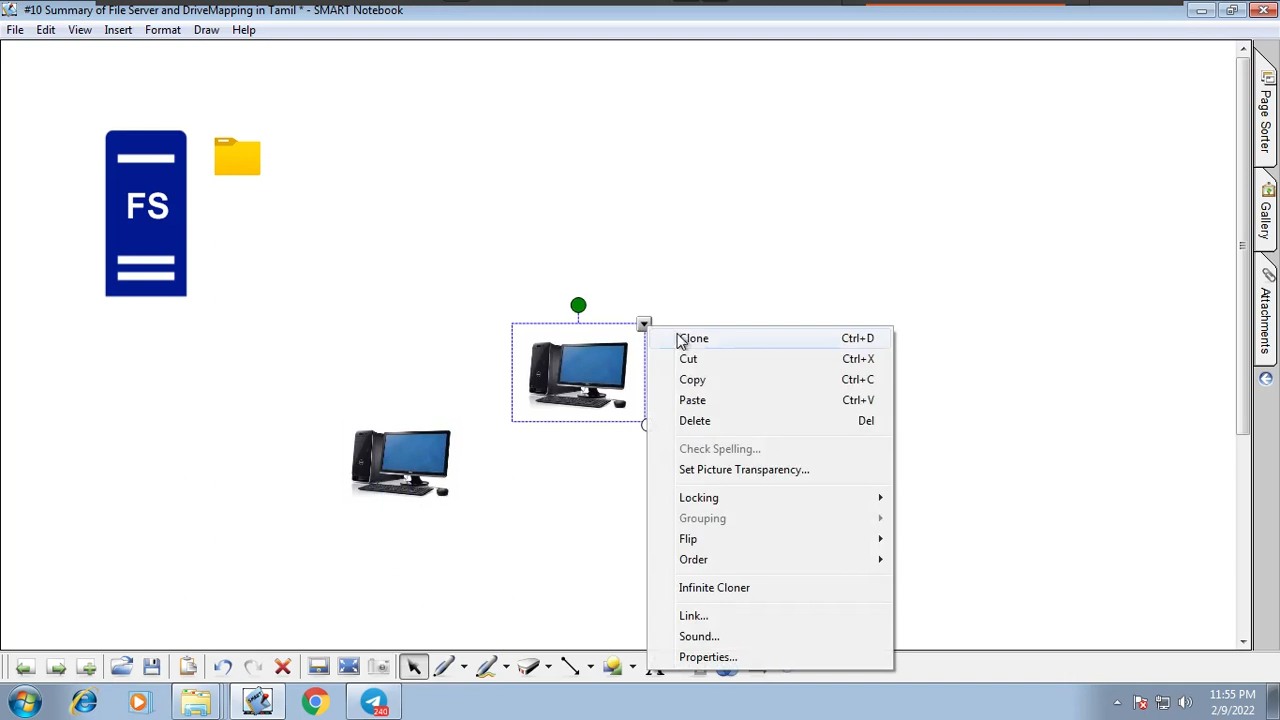 #10 Summary of File Server and DriveMapping in Tamil * - SMART Notebook
File Edit View Insert Format Draw Help
FS
Clone Ctrl+D
Cut Ctrl+X
Copy Ctrl+C
Paste Ctrl+V
Delete Del
Check Spelling...
Set Picture Transparency...
Locking
Grouping
Flip
Order
Infinite Cloner
Link...
Sound...
Properties...
Page Sorter
Gallery
Attachments
A
240
11:55 PM
2/9/2022